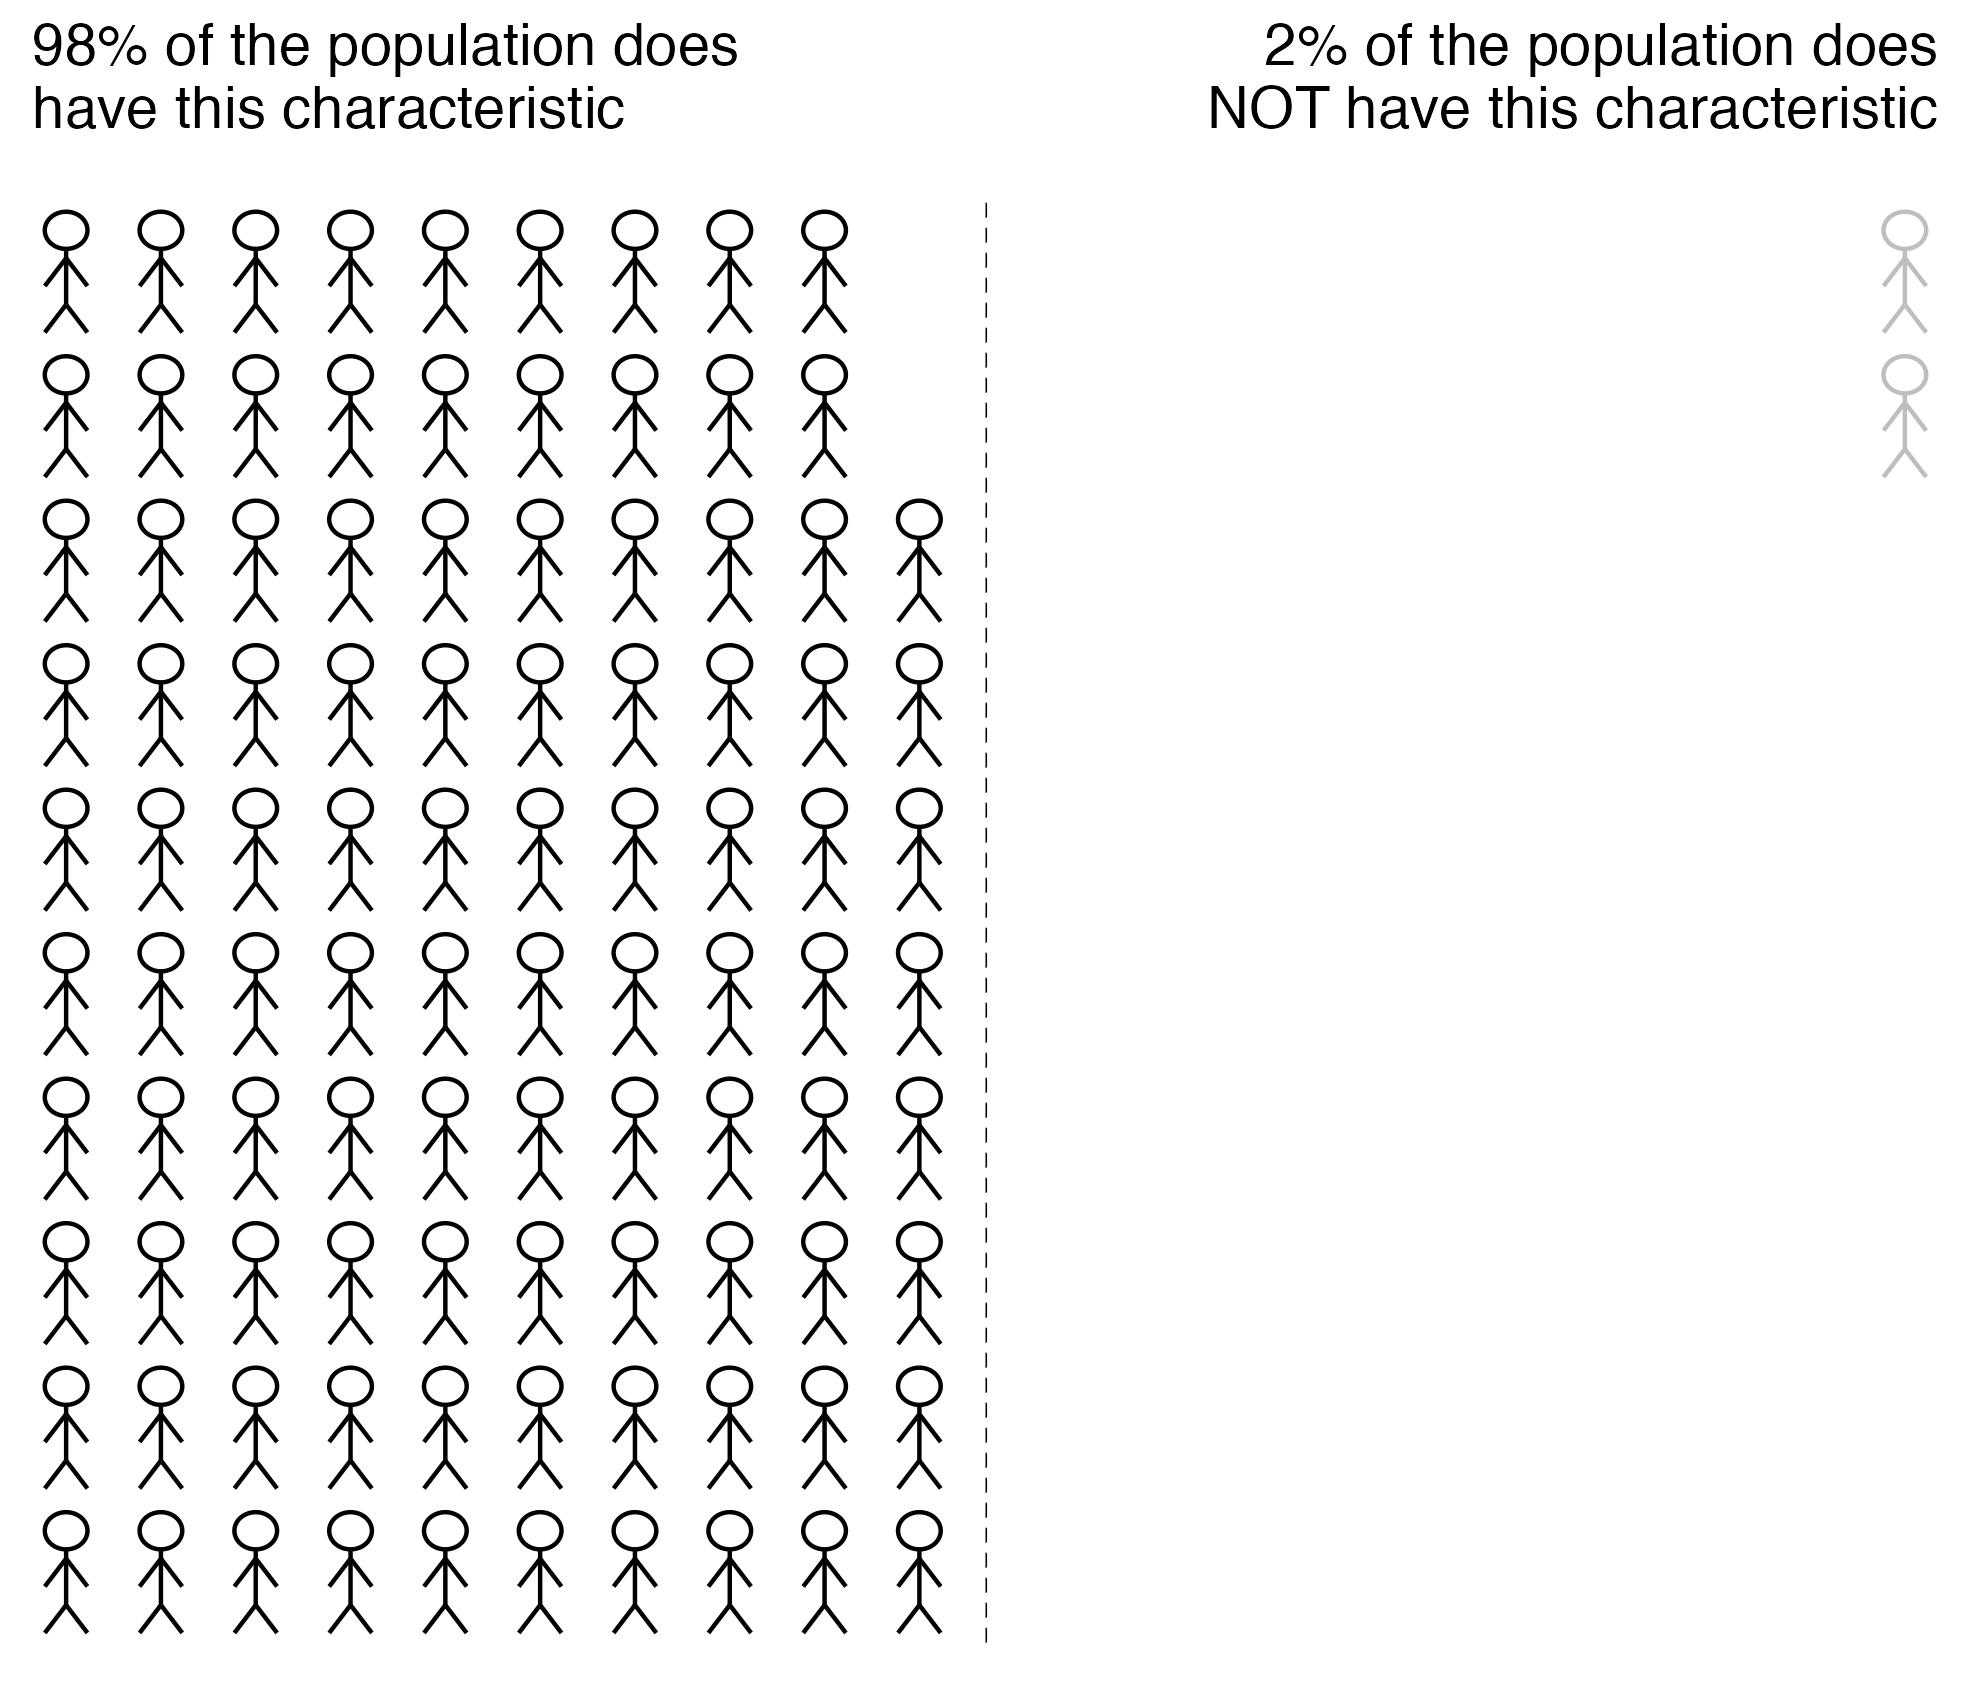 98% of the population does
have this characteristic
2% of the population does
NOT have this characteristic